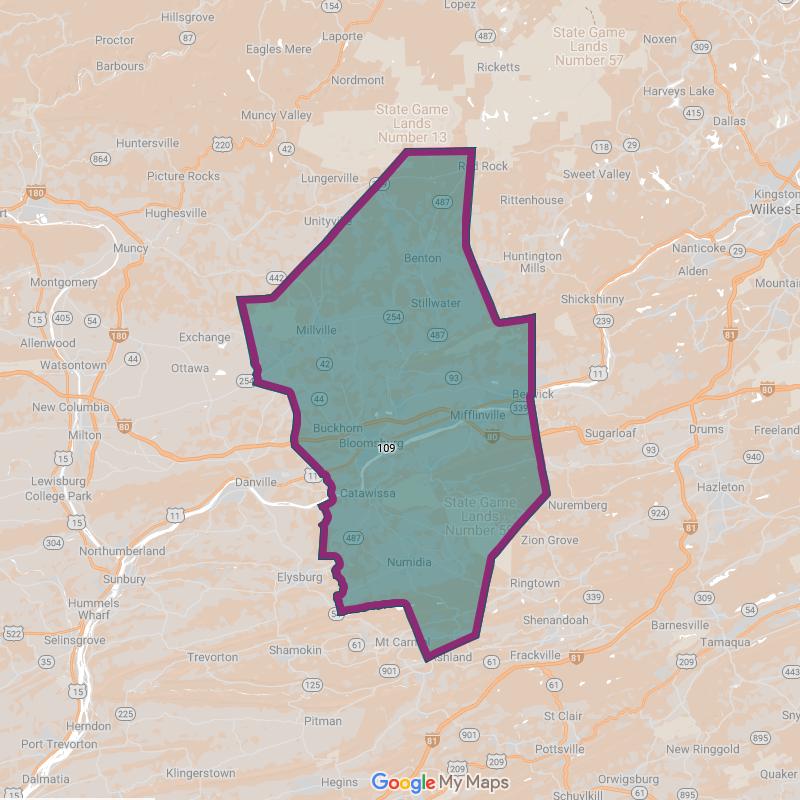 Hillsgrove
154
Lopez
Proctor
87
Laporte
487
State Game
Lands
Number 57
Noxen
309
Eagles Mere
Barbours
Ricketts
Nordmont
Harveys Lake
415
Dallas
Muncy Valley
State Game
Lands
Number 13
Huntersville
220
42
118
29
864
Picture Rocks
Lungerville
Red Rock
Sweet Valley
180
Hughesville
487
Rittenhouse
Kingston
Wilkes-B
Unityville
Muncy
Benton
Huntington
Mills
Nanticoke
29
Alden
Montgomery
442
Mountain
Stillwater
Shickshinny
15
405
54
254
239
Allenwood
180
Exchange
Millville
487
81
Watsontown
44
Ottawa
42
11
254
93
80
New Columbia
44
Berwick
339
Mifflinville
80
Buckhorn
80
Sugarloaf
Drums
Freeland
Milton
Bloomsburg
109
93
940
15
Lewisburg
College Park
Danville
11
Catawissa
Hazleton
State Game
Lands
Number 58
Nuremberg
11
924
81
304
Northumberland
487
Zion Grove
Sunbury
Elysburg
Numidia
Ringtown
339
309
Hummels
Wharf
522
Selinsgrove
Shenandoah
Barnesville
Tamaqua
Shamokin
61
Mt Carmel
Ashland
61
Frackville
81
209
35
Trevorton
901
443
15
125
61
225
Pitman
St Clair
Herndon
901
895
Port Trevorton
81
Pottsville
New Ringgold
Klingerstown
209
209
Quaker
Dalmatia
Hegins
Google My Maps
Orwigsburg
15
Schuylkill
61
895